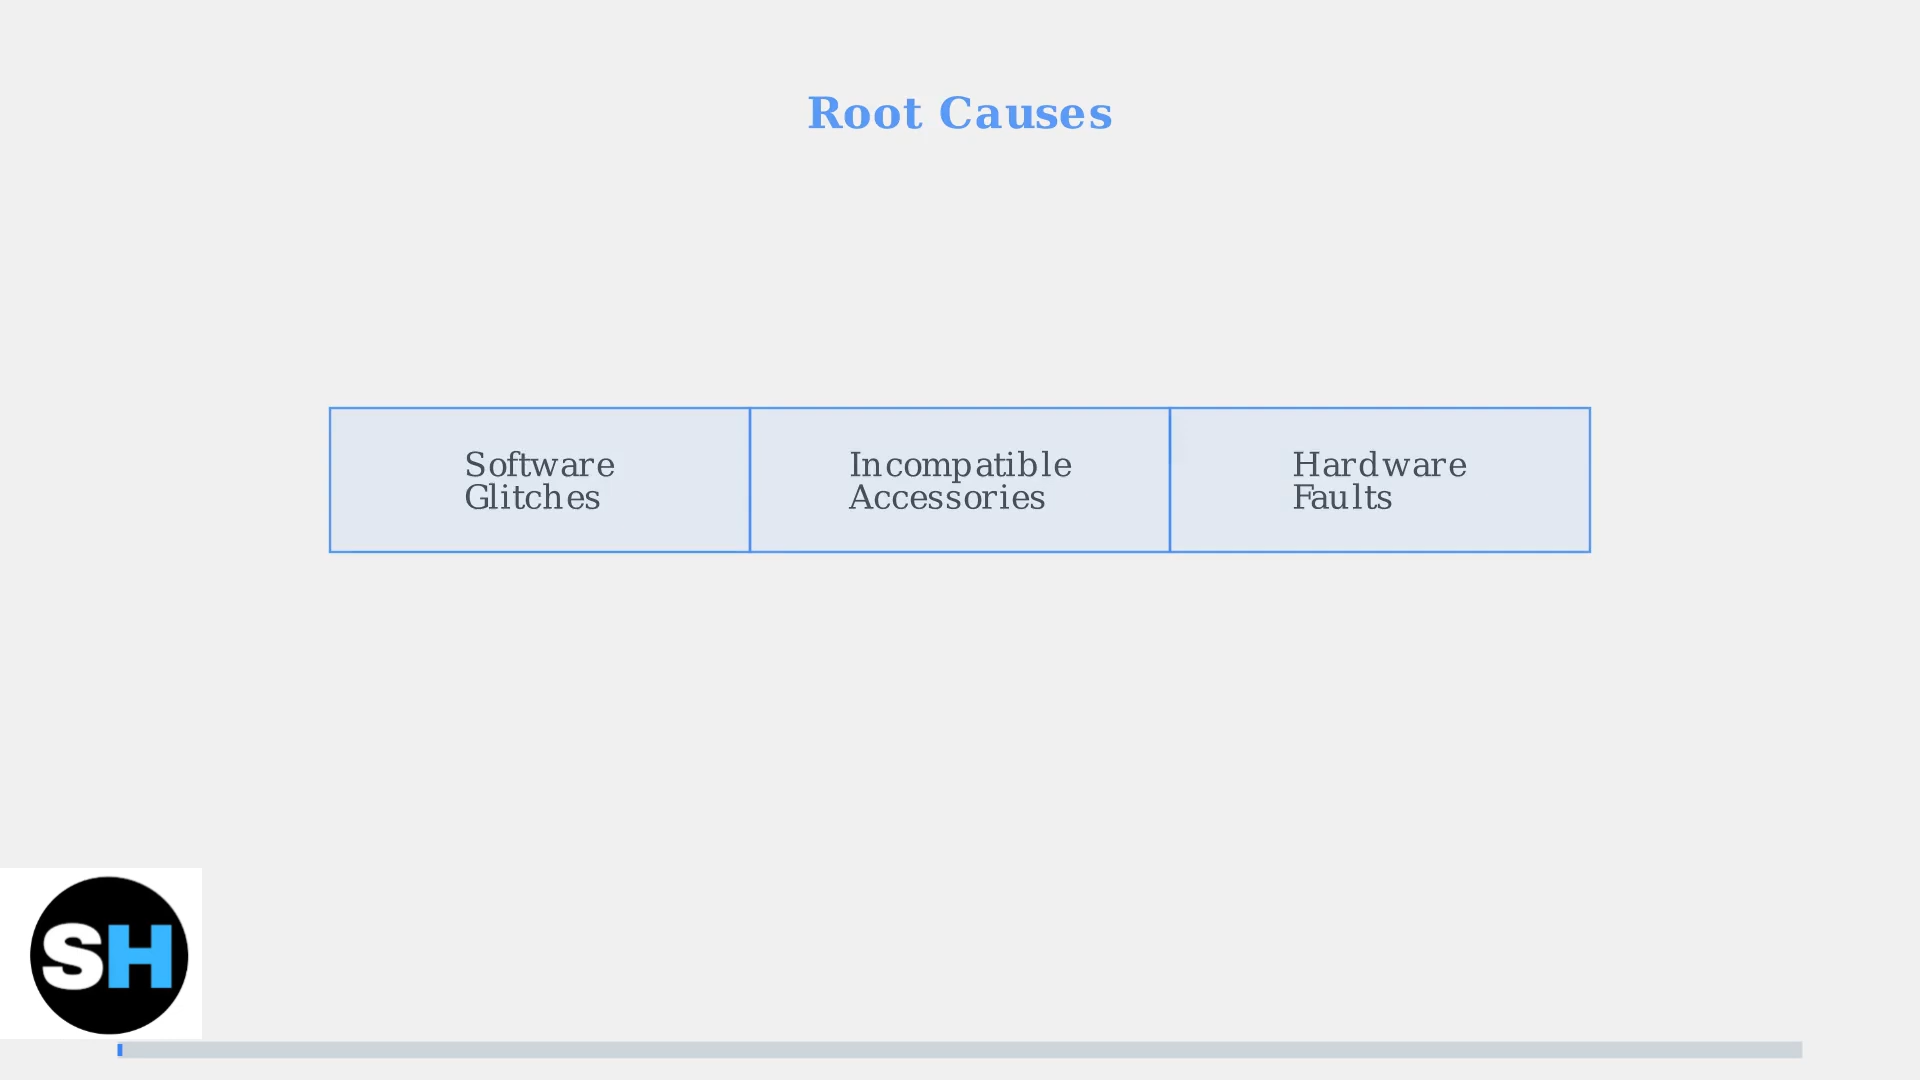 Root Causes
Software
Glitches
Incompatible
Accessories
Hardware
Faults
SH